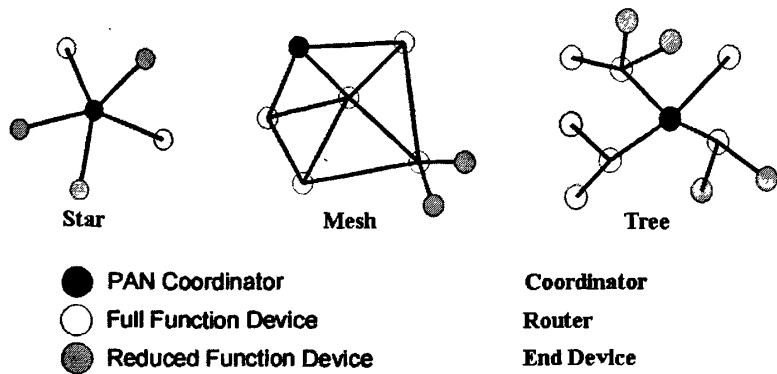 Star
Mesh
Tree
PAN Coordinator
Coordinator
Full Function Device
Router
Reduced Function Device
End Device